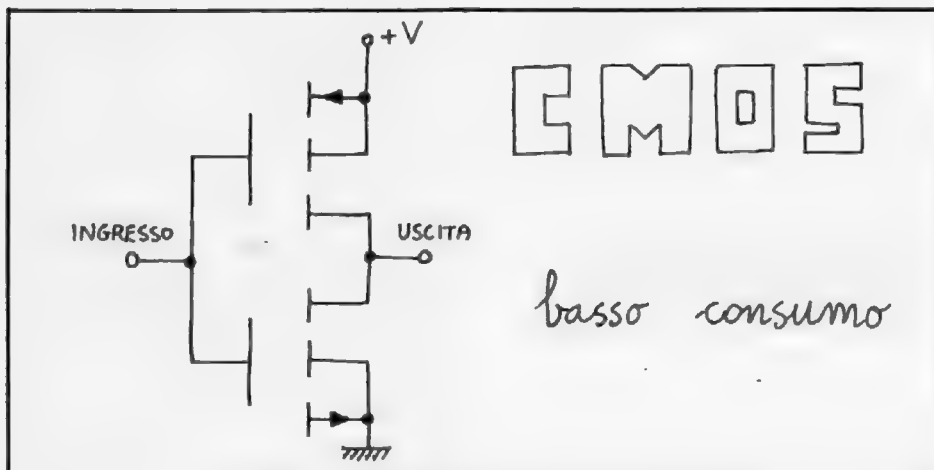 +V
CMOS
INGRESSO
USCITA
basso consumo